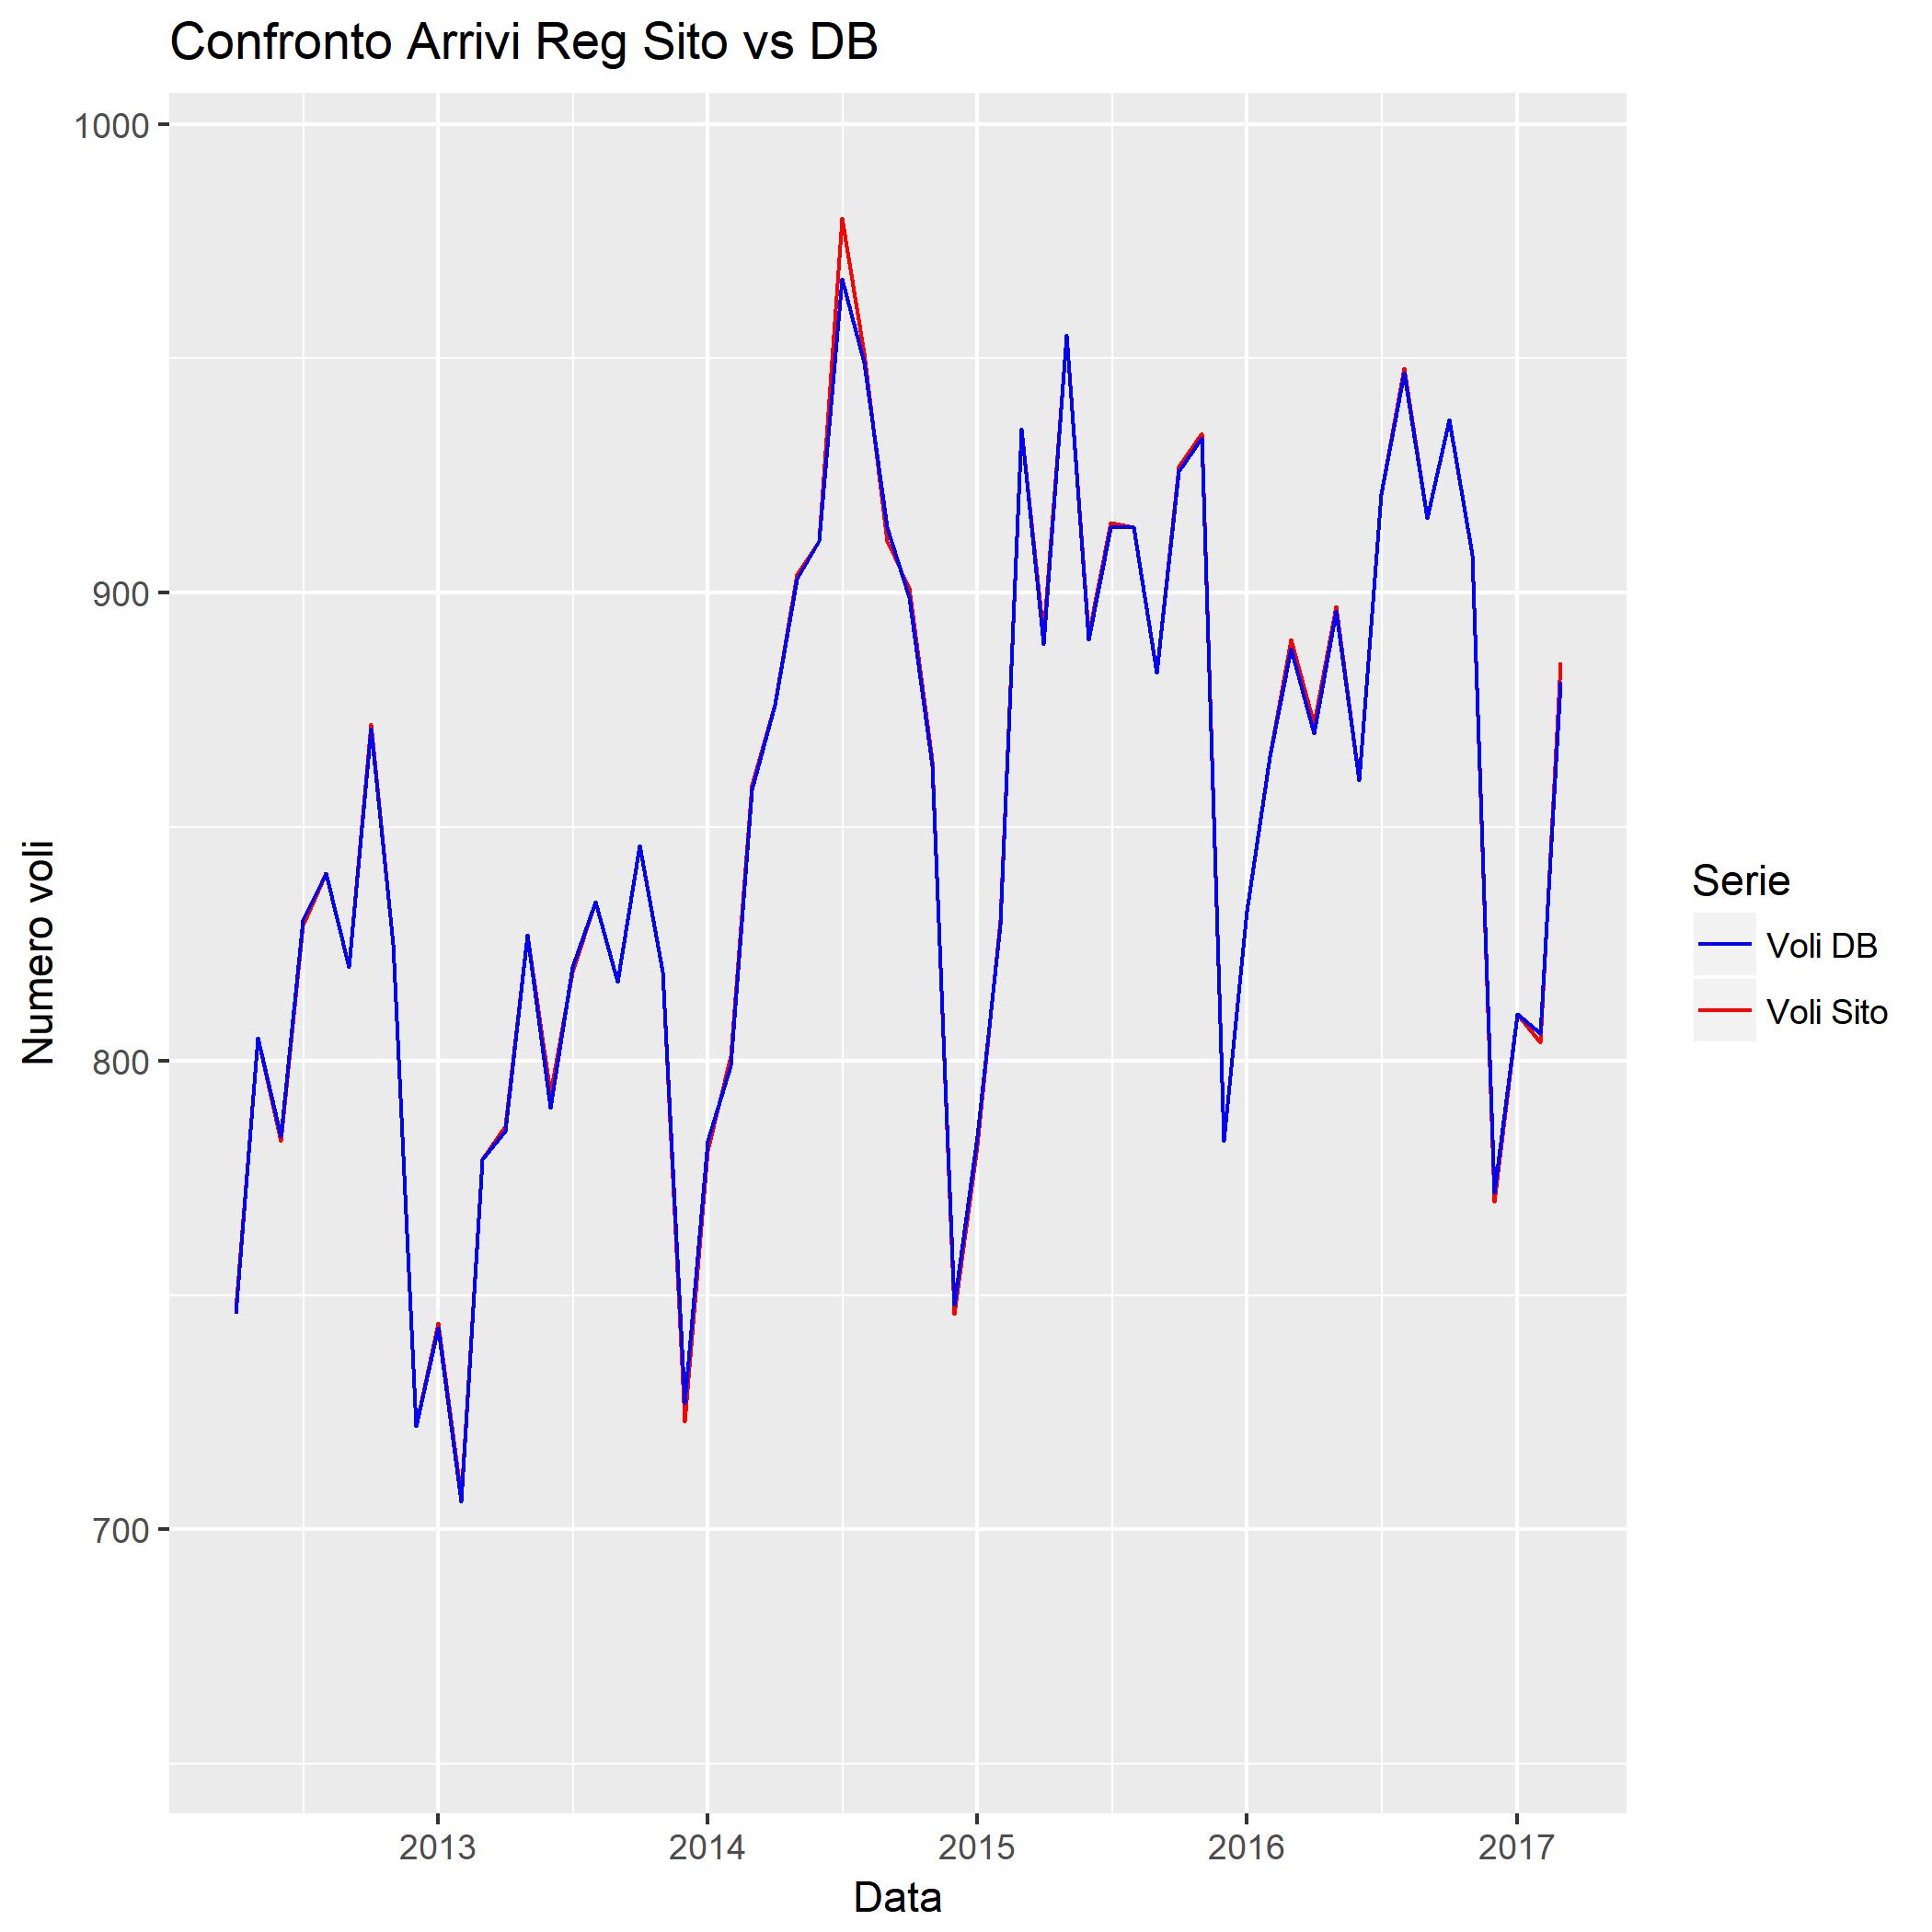 Confronto Arrivi Reg Sito vs DB
1000
900
800
700
Numero voli
2013 2014 2015 2016 2017
Data
Serie
Voli DB
Voli Sito